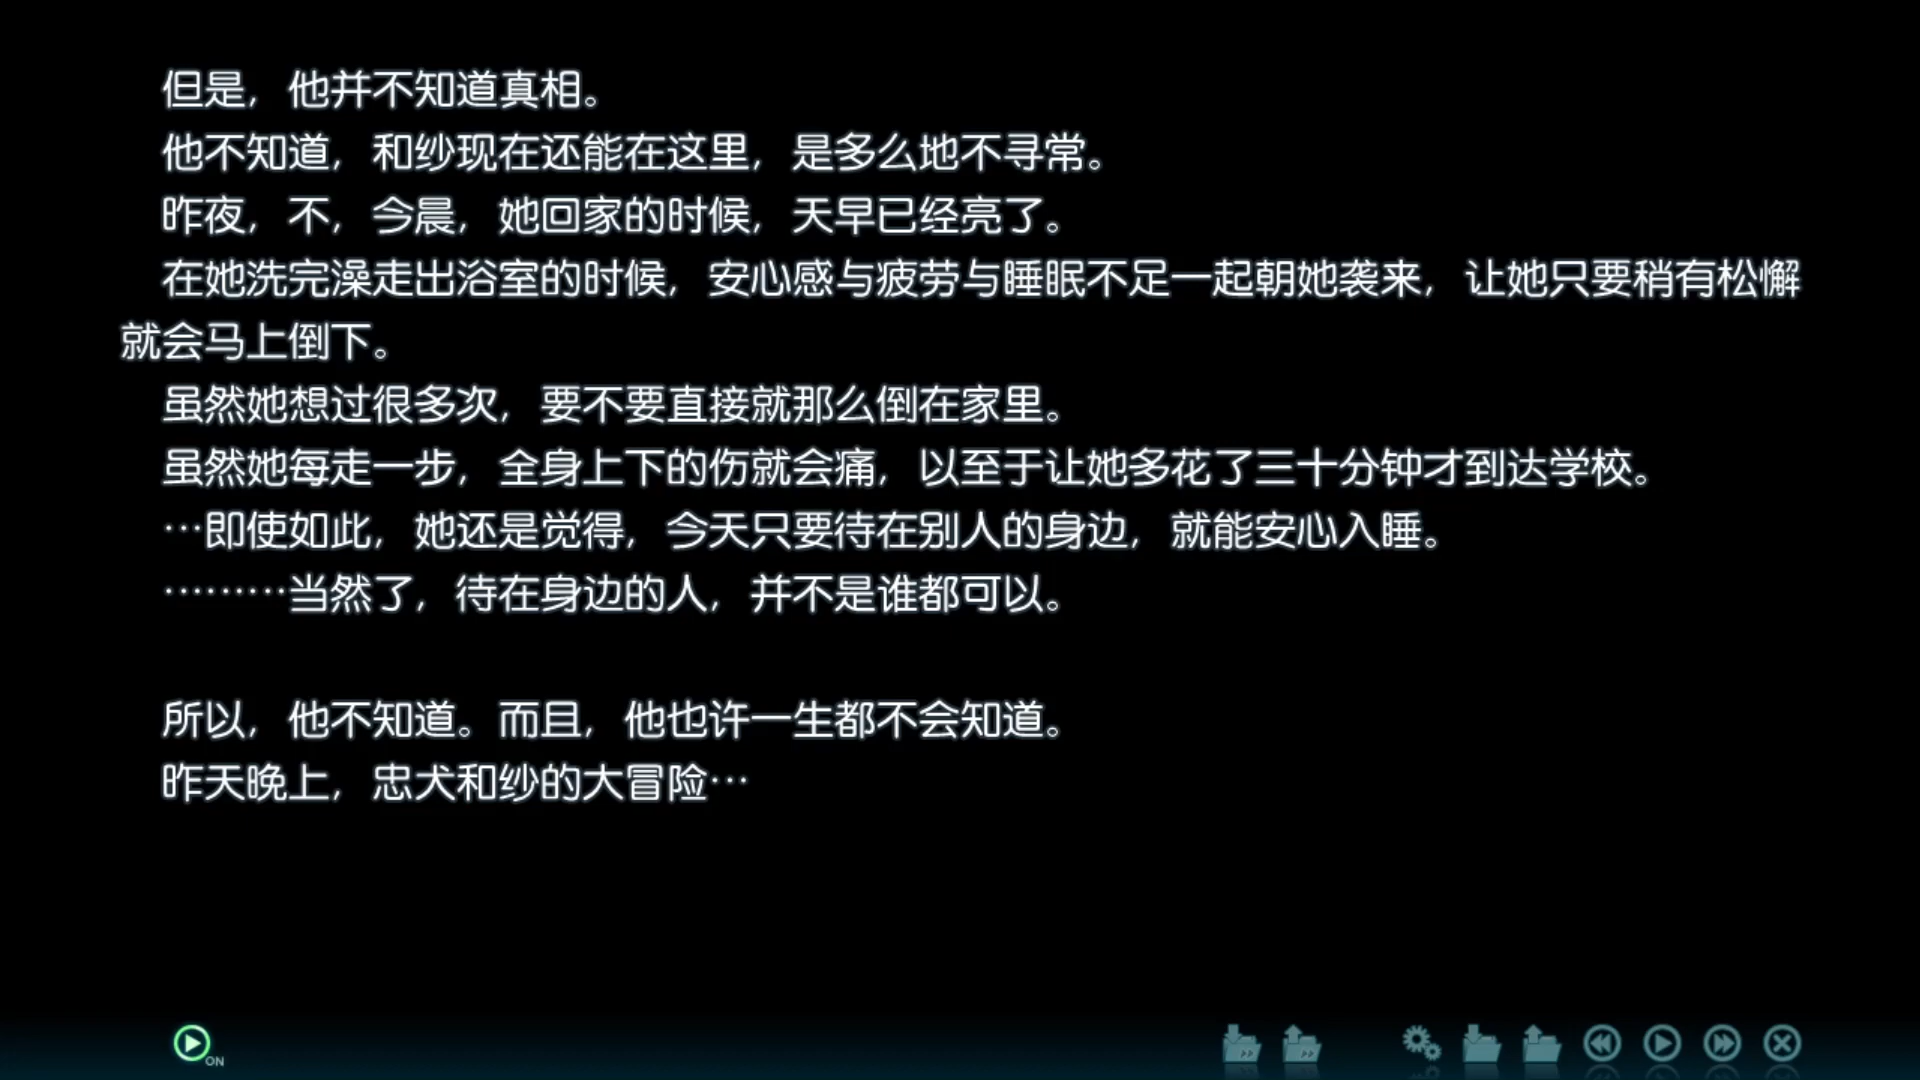 但是，他并不知道真相。
他不知道，和纱现在还能在这里，是多么地不寻常。
昨夜，不，今晨，她回家的时候，天早已经亮了。
在她洗完澡走出浴室的时候，安心感与疲劳与睡眠不足一起朝她袭来，让她只要稍有松懈
就会马上倒下。
虽然她想过很多次，要不要直接就那么倒在家里。
虽然她每走一步，全身上下的伤就会痛，以至于让她多花了三十分钟才到达学校。
…即使如此，她还是觉得，今天只要待在别人的身边，就能安心入睡。
………当然了，待在身边的人，并不是谁都可以。
所以，他不知道。而且，他也许一生都不会知道。
昨天晚上，忠犬和纱的大冒险…
ON